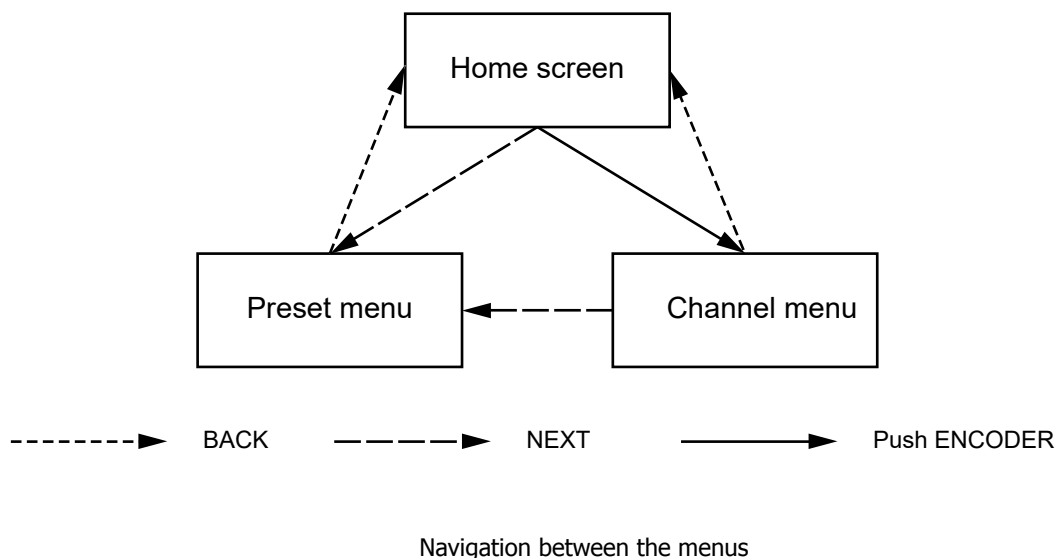 Home screen
Preset menu
Channel menu
BACK
NEXT
Push ENCODER
Navigation between the menus